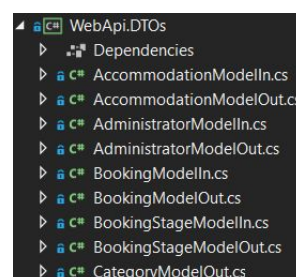 C# WebApi.DTOs
Dependencies
C# AccommodationModelIn.cs
C# AccommodationModelOut.cs
C# AdministratorModelIn.cs
C# AdministratorModelOut.cs
C# BookingModelIn.cs
C# BookingModelOut.cs
C# BookingStageModelIn.cs
C# BookingStageModelOut.cs
C# CategoryModelOut.cs